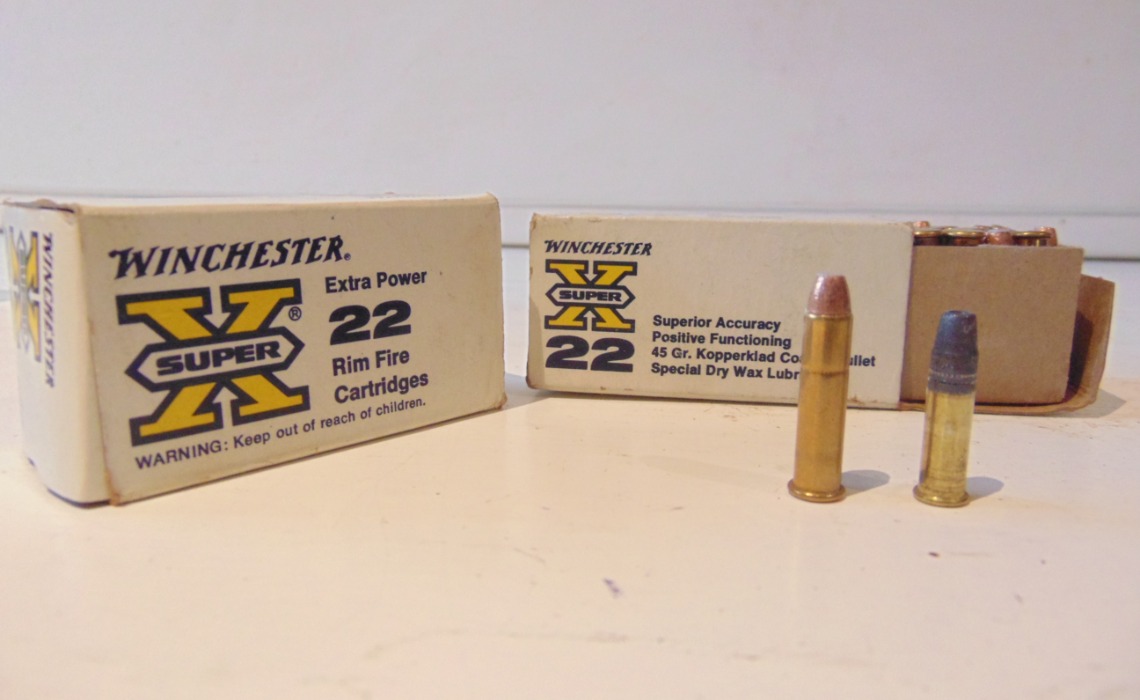 WINCHESTER
WINCHESTER®
X®
SUPER
Extra Power
22
Rim Fire
Cartridges
WARNING: Keep out of reach of children.
WINCHESTER
X
SUPER
22
Superior Accuracy
Positive Functioning
45 Gr. Kopperklad
Special Dry Wax